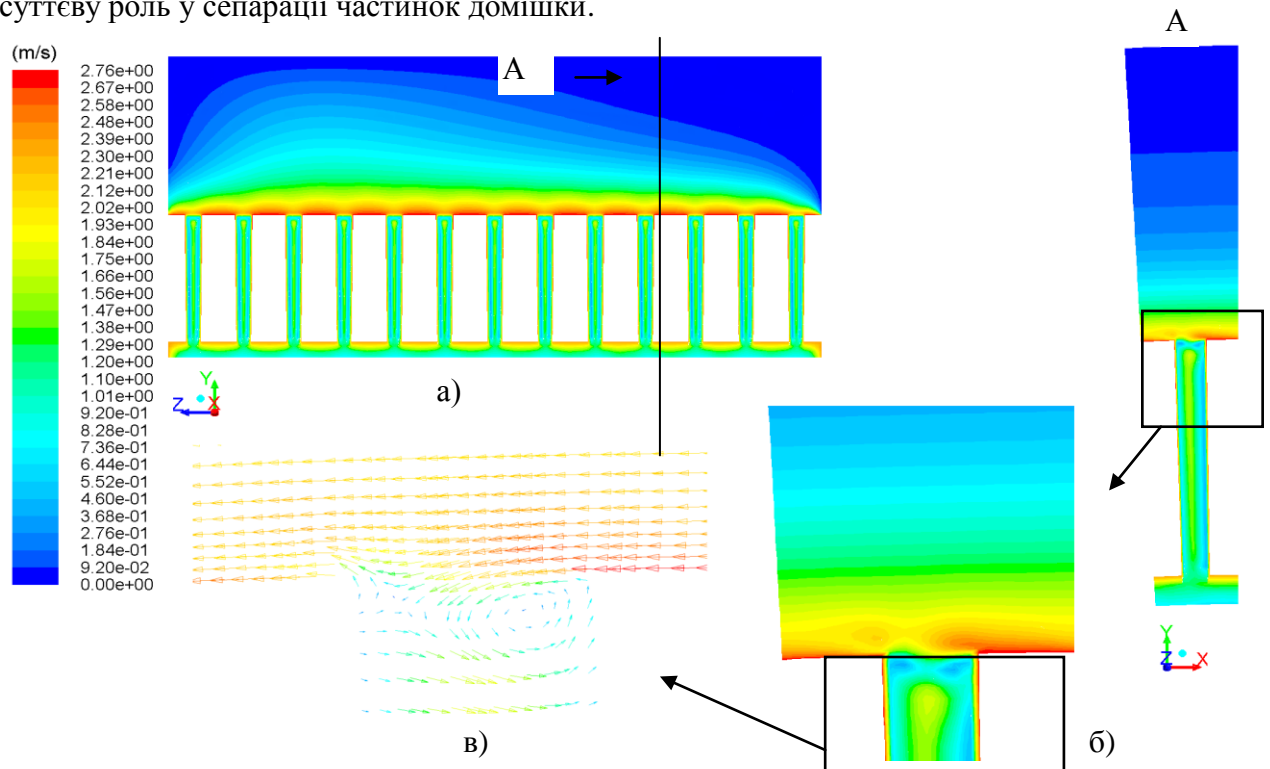 суттєву роль у сепарації частинок домішки.
(m/s)
2.76e+00
2.67e+00
2.58e+00
2.48e+00
2.39e+00
2.30e+00
2.21e+00
2.12e+00
2.02e+00
1.93e+00
1.84e+00
1.75e+00
1.66e+00
1.56e+00
1.47e+00
1.38e+00
1.29e+00
1.20e+00
1.10e+00
1.01e+00
9.20e-01
8.28e-01
7.36e-01
6.44e-01
5.52e-01
4.60e-01
3.68e-01
2.76e-01
1.84e-01
9.20e-02
0.00e+00
А
А
Y
Z
X
а)
Y
Z
X
в)
б)